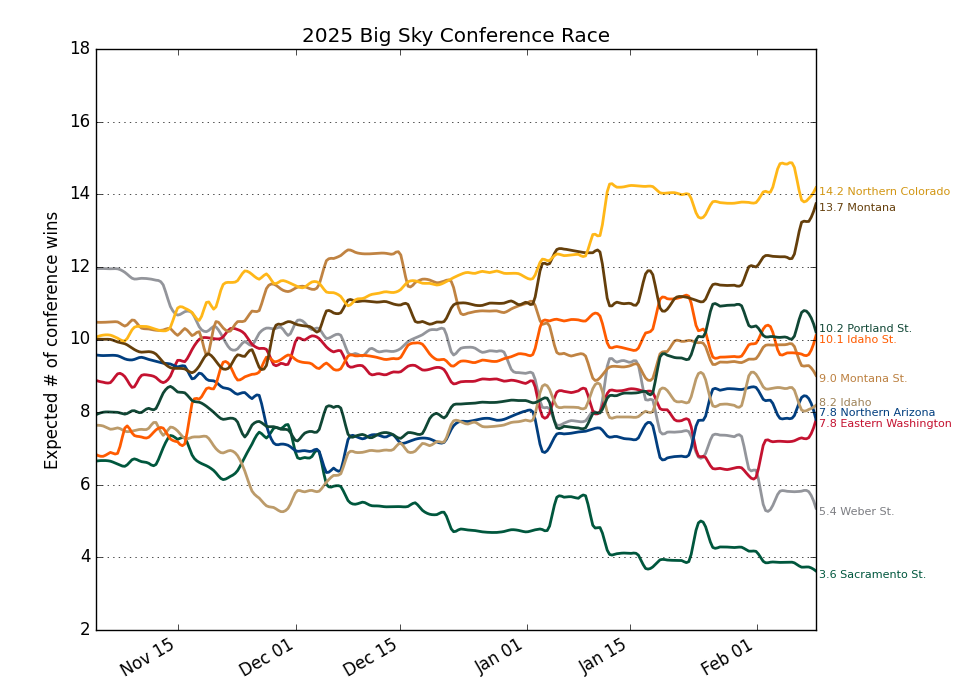 2025 Big Sky Conference Race
Expected # of conference wins
18
16
14
12
10
8
6
4
2
Nov 15
Dec 01
Dec 15
Jan 01
Jan 15
Feb 01
14.2 Northern Colorado
13.7 Montana
10.2 Portland St.
10.1 Idaho St.
9.0 Montana St.
8.2 Idaho
7.8 Northern Arizona
7.8 Eastern Washington
5.4 Weber St.
3.6 Sacramento St.